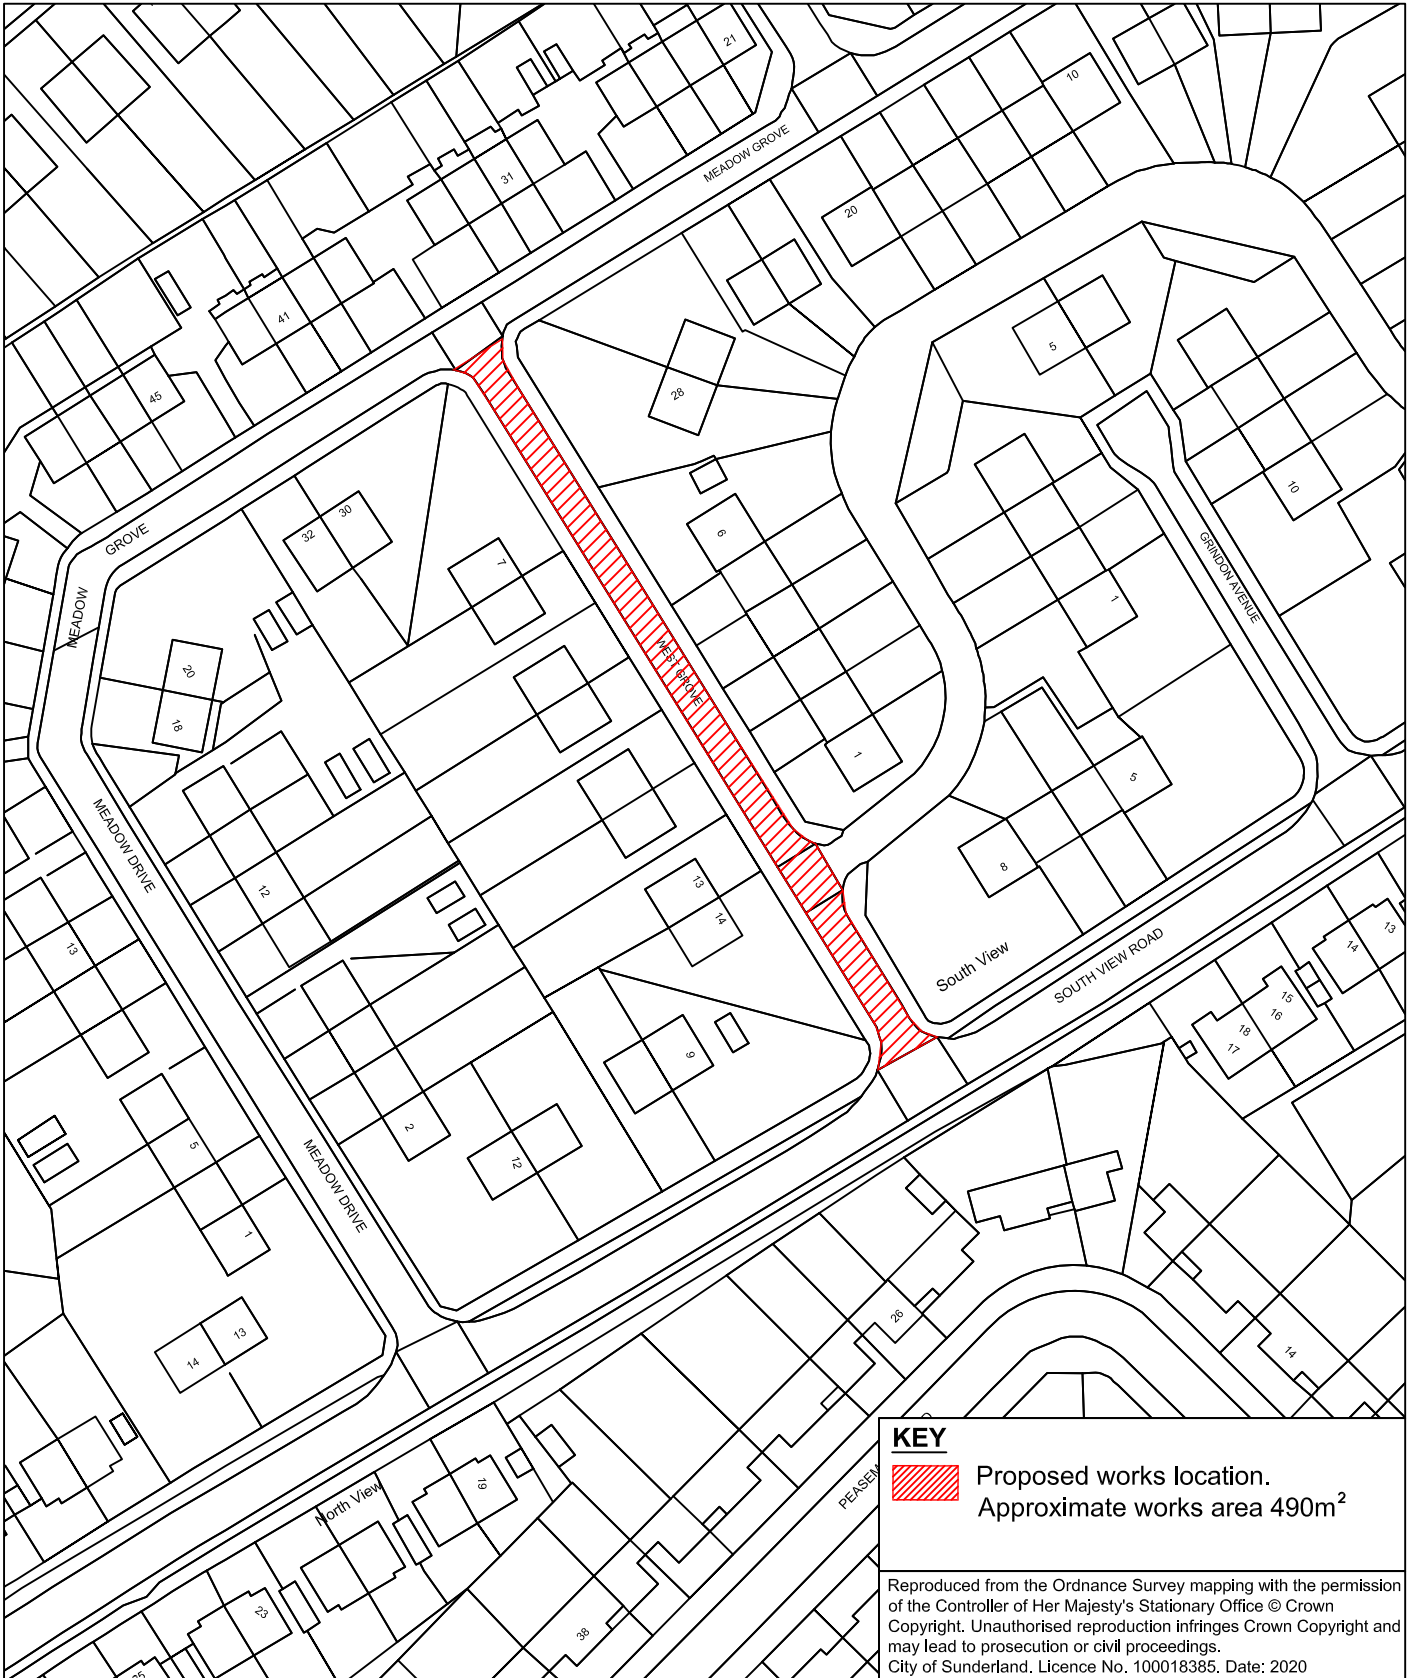 21
10
MEADOW GROVE
31
20
41
5
28
45
10
6
30
32
GROVE
7
GRINDON AVENUE
MEADOW
1
WEST GROVE
20
18
1
5
MEADOW DRIVE
8
12
13
14
13
South View
SOUTH VIEW ROAD
13
14
15
16
18
17
9
2
5
12
MEADOW DRIVE
1
26
13
14
14
KEY
Proposed works location.
Approximate works area 490m²
19
North View
23
38
Reproduced from the Ordnance Survey mapping with the permission
of the Controller of Her Majesty's Stationary Office © Crown
Copyright. Unauthorised reproduction infringes Crown Copyright and
may lead to prosecution or civil proceedings.
City of Sunderland. Licence No. 100018385. Date: 2020